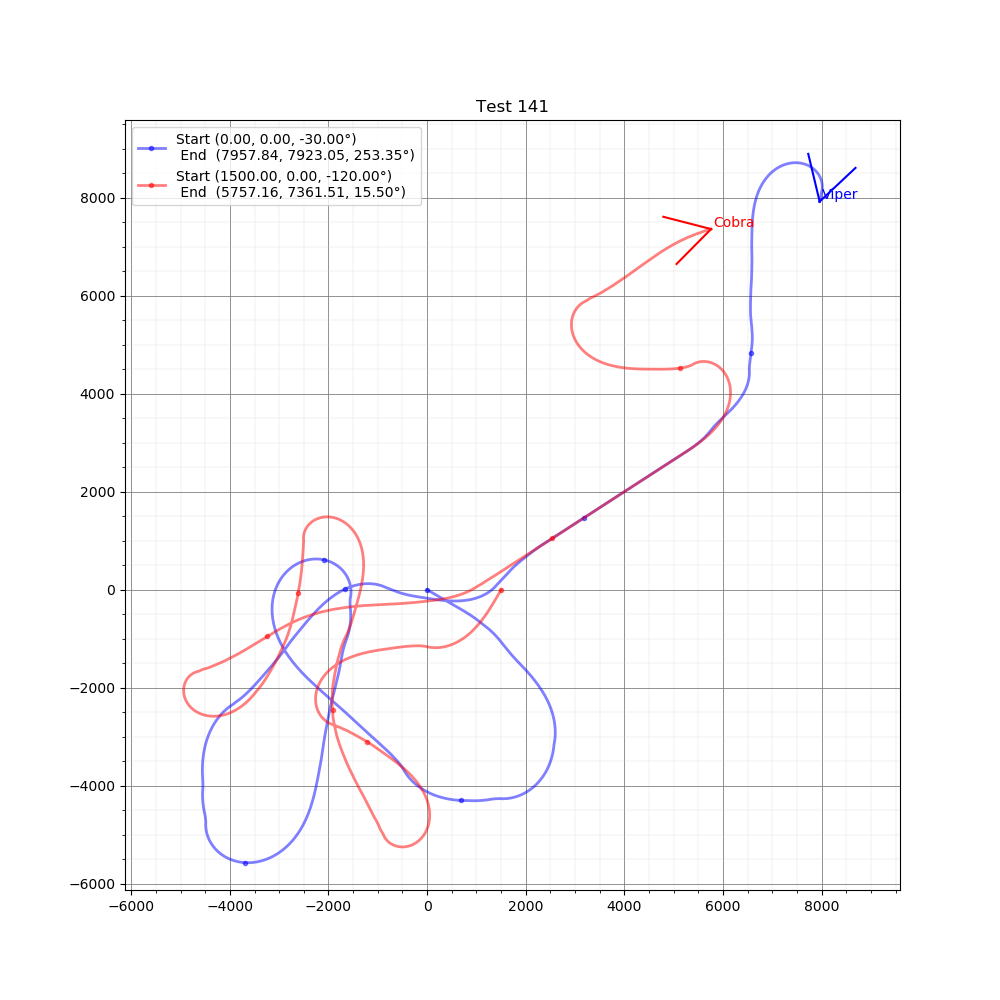 Test 141
Start (0.00, 0.00, -30.00°)
End (7957.84, 7923.05, 253.35°)
Start (1500.00, 0.00, -120.00°)
End (5757.16, 7361.51, 15.50°)
Viper
Cobra
8000
6000
4000
2000
0
−2000
−4000
−6000
−6000 −4000 −2000 0 2000 4000 6000 8000